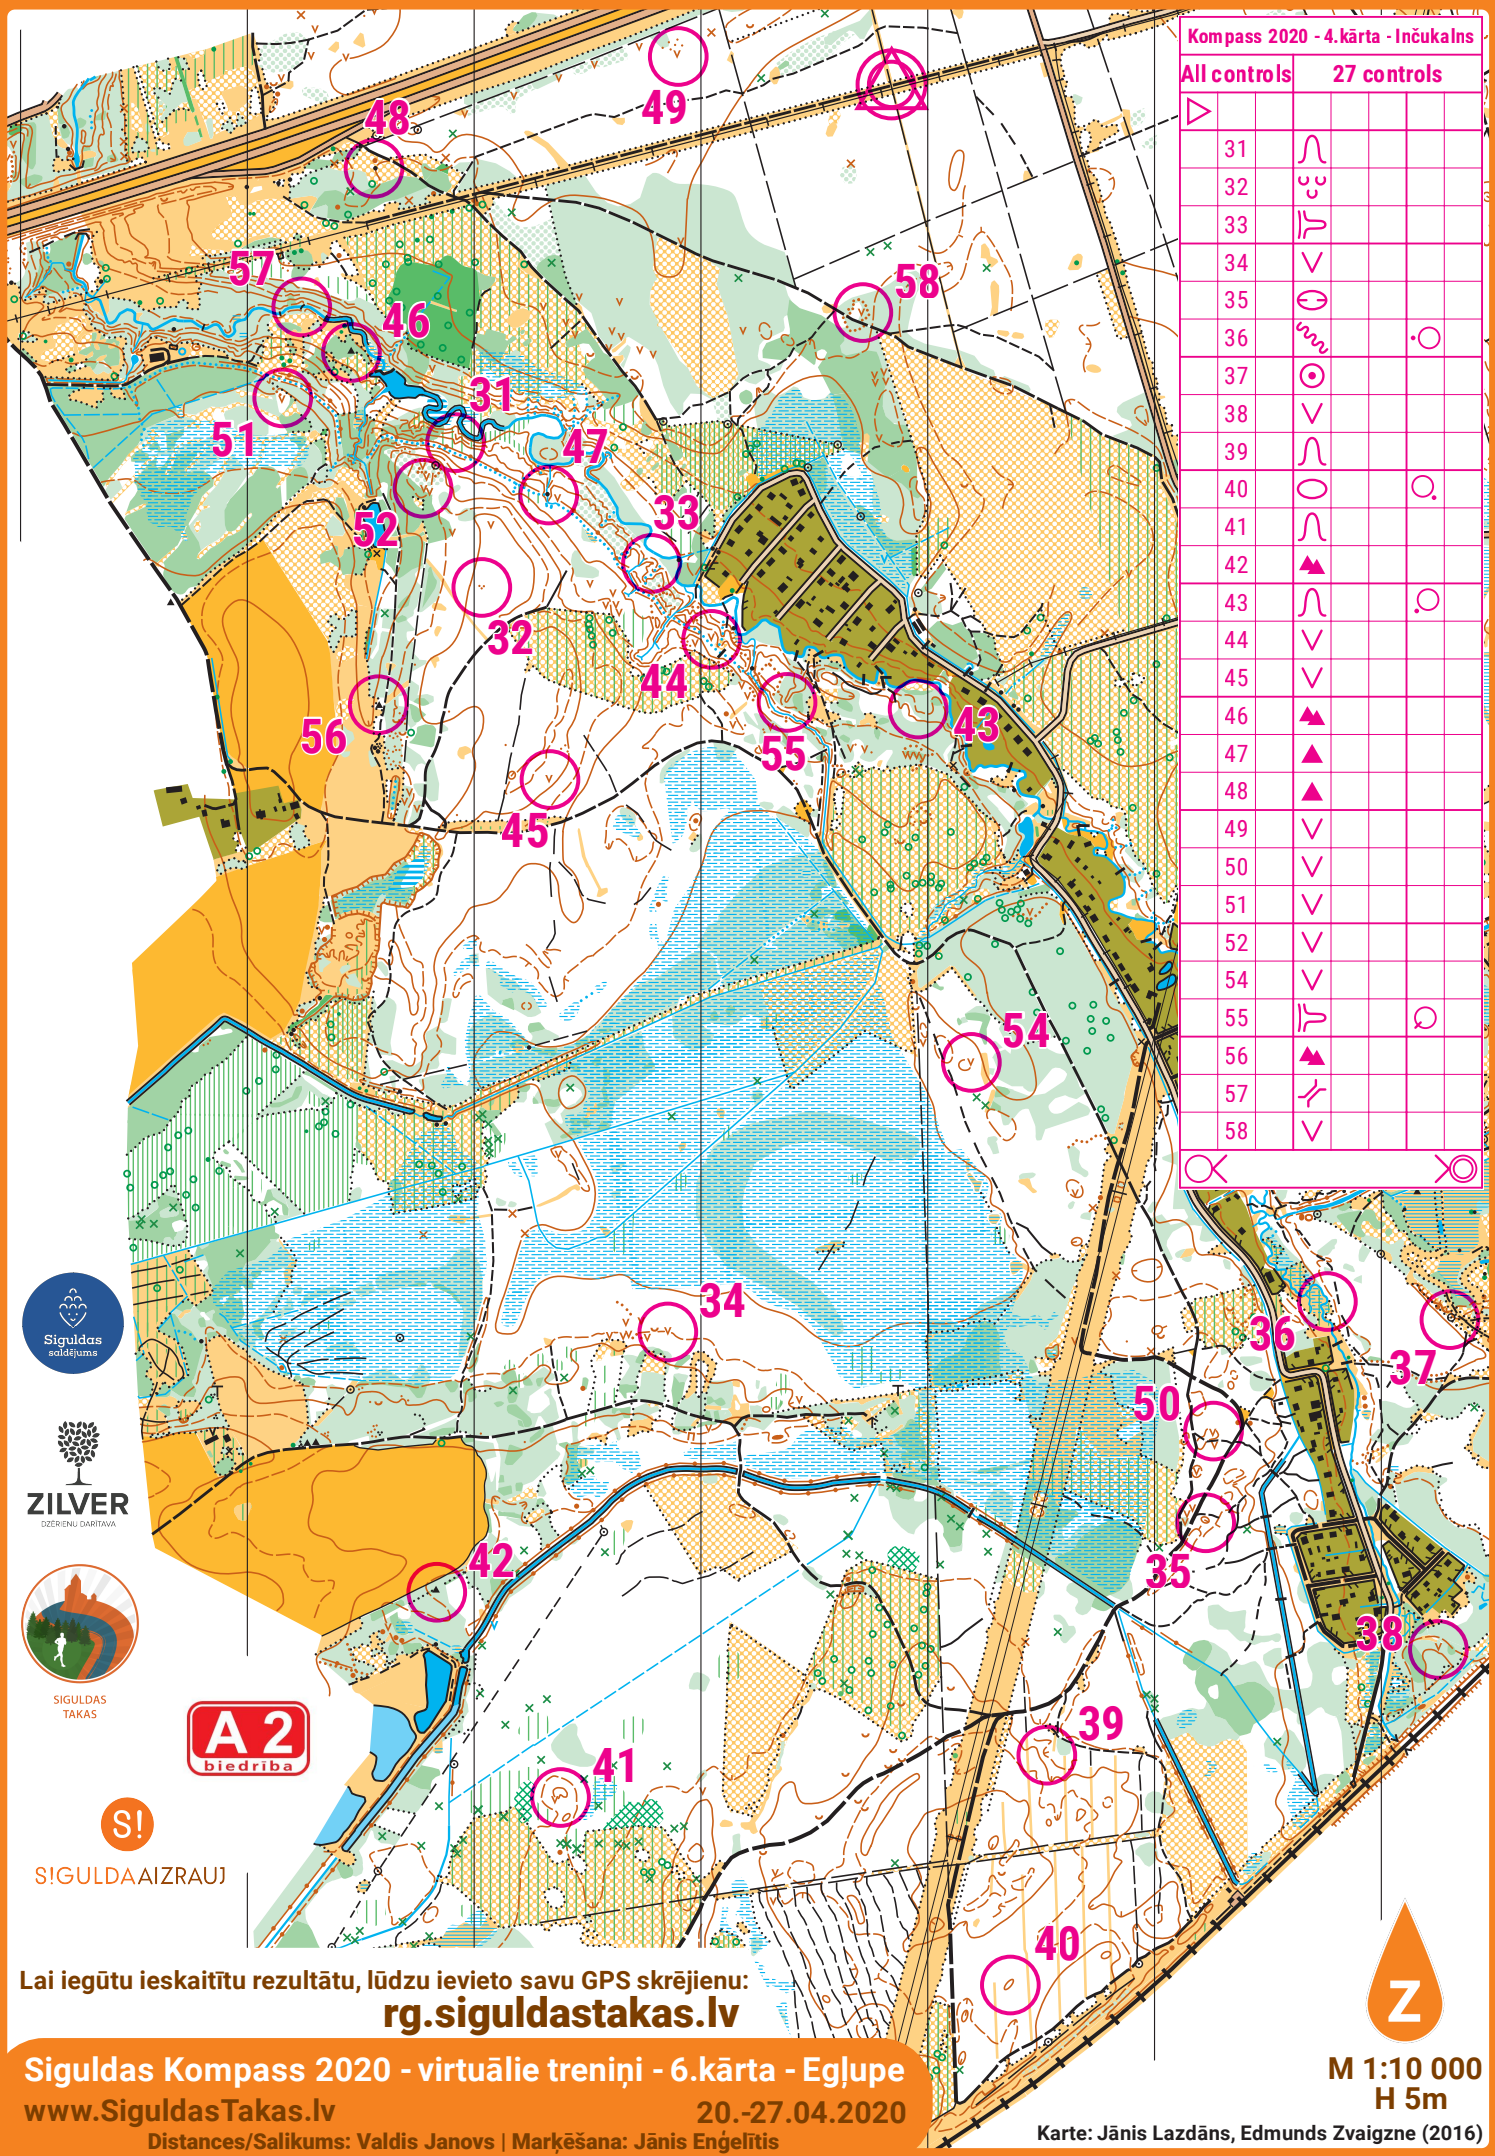 Kompass 2020 - 4.kārta - Inčukalns
All controls 27 controls
31
32
33
34
35
36
37
38
39
40
41
42
43
44
45
46
47
48
49
50
51
52
54
55
56
57
58
48
49
57
46
58
31
51
47
52
33
32
44
56
43
55
45
54
34
36
37
50
35
42
38
39
41
40
Siguldas
saldējums
ZILVER
DZĒRIENU DARĪTAVA
SIGULDAS
TAKAS
A 2
biedrība
S!
S!GULDAAIZRAUJ
Lai iegūtu ieskaitītu rezultātu, lūdzu ievieto savu GPS skrējienu:
rg.siguldastakas.lv
Siguldas Kompass 2020 - virtuālie treniņi - 6.kārta - Egļupe
www.SiguldasTakas.lv 20.-27.04.2020
Distances/Salikums: Valdis Janovs | Marķēšana: Jānis Enģelītis
Z
M 1:10 000
H 5m
Karte: Jānis Lazdāns, Edmunds Zvaigzne (2016)